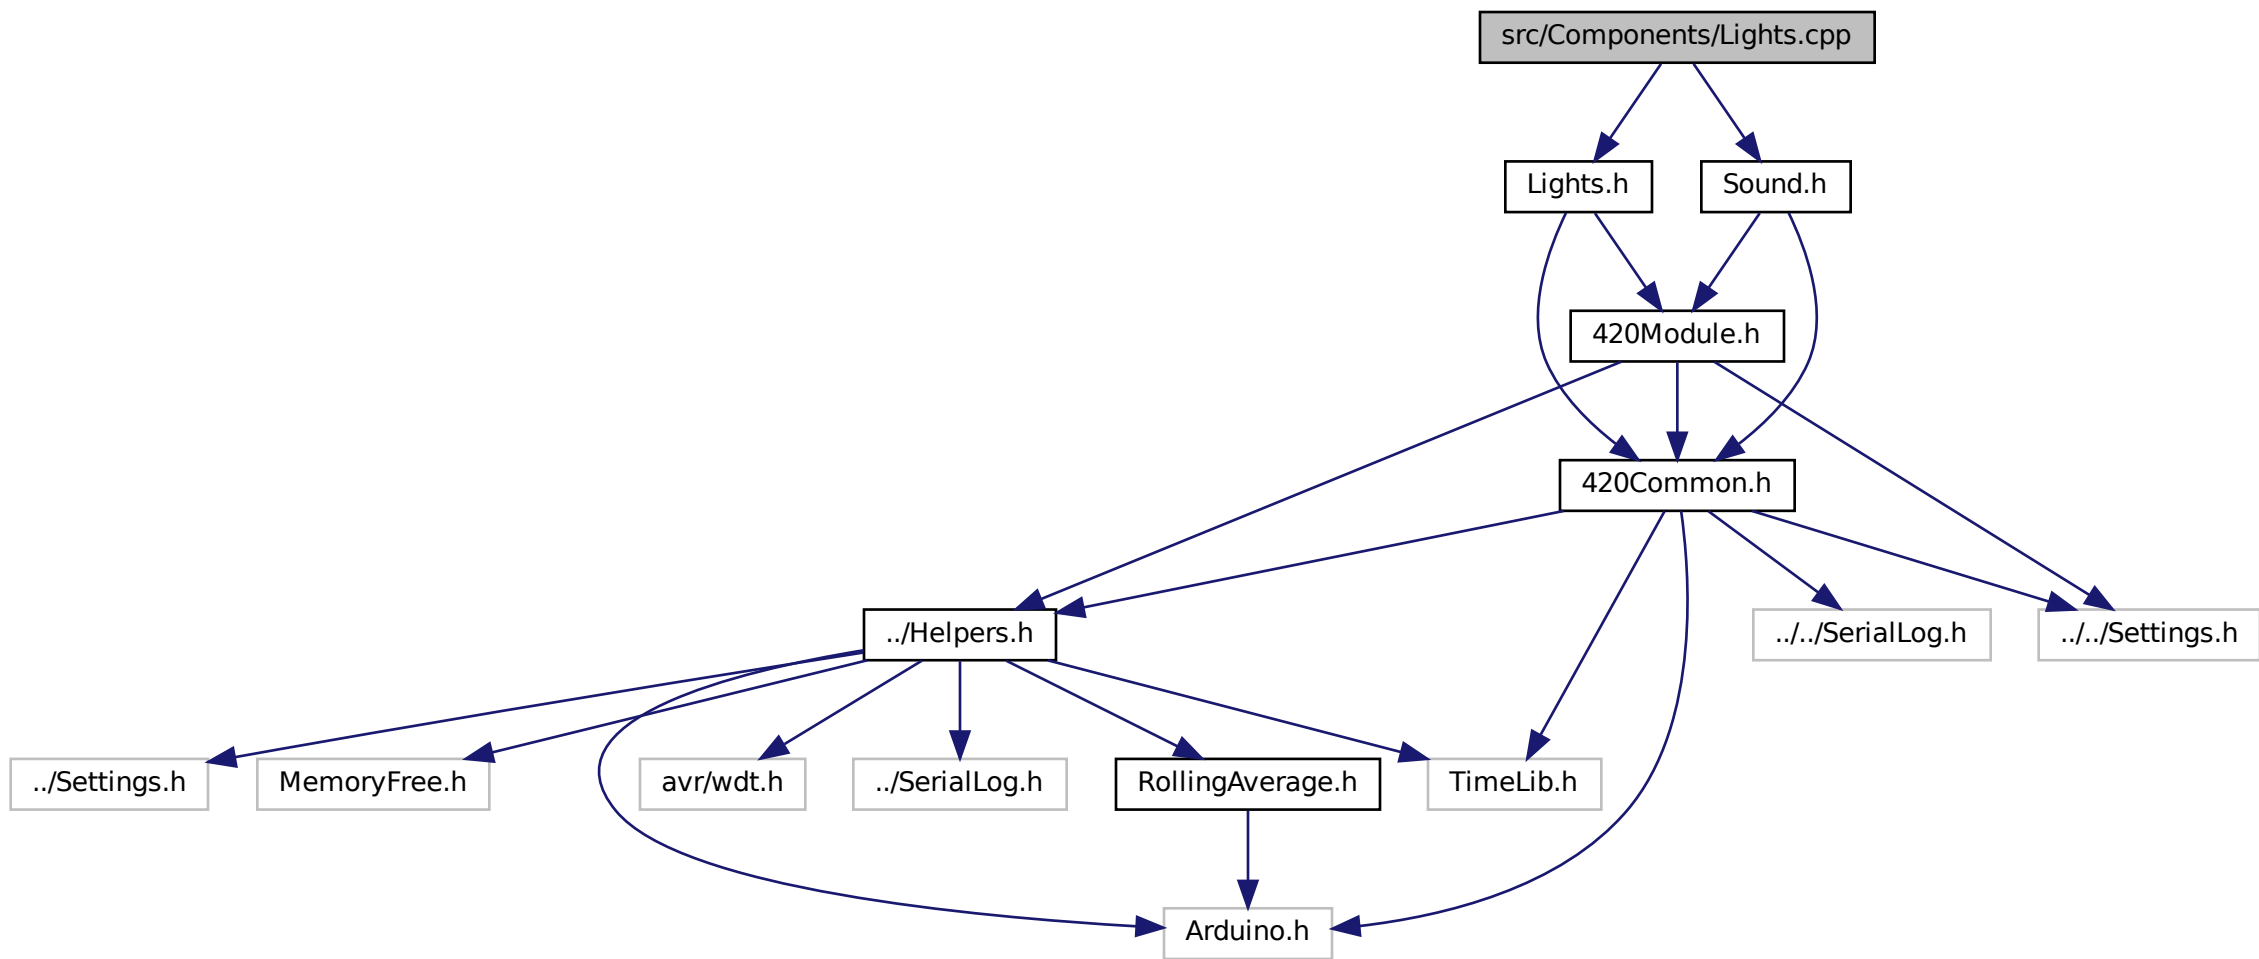 src/Components/Lights.cpp
Lights.h
Sound.h
420Module.h
420Common.h
../Helpers.h
../../SerialLog.h
../../Settings.h
../Settings.h
MemoryFree.h
avr/wdt.h
../SerialLog.h
RollingAverage.h
TimeLib.h
Arduino.h